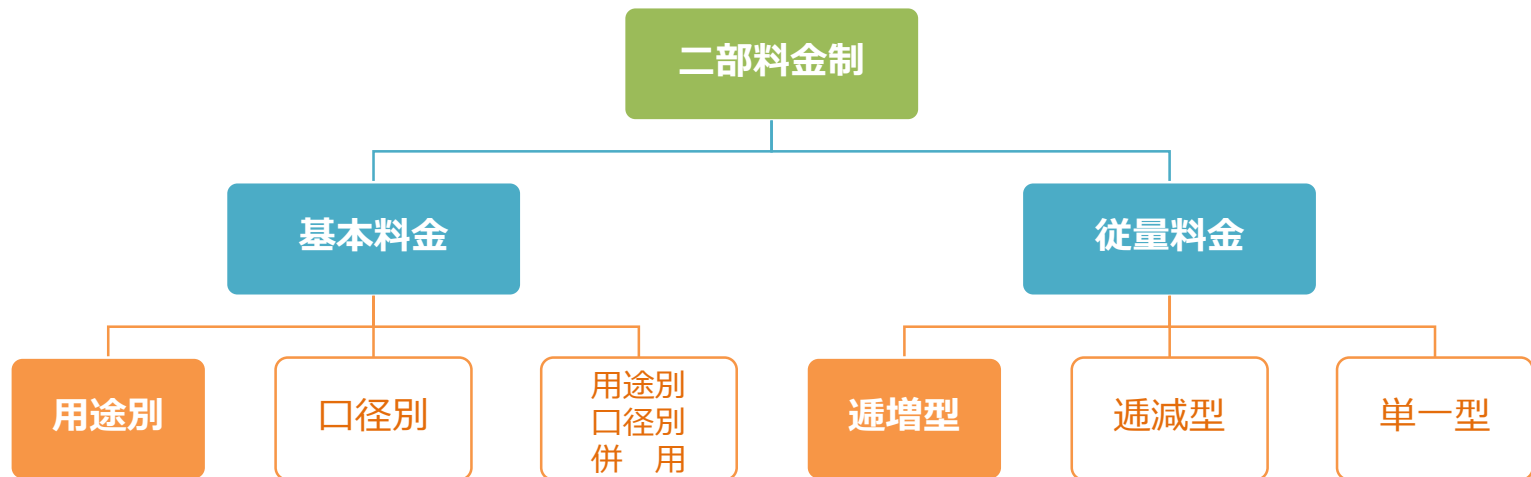 二部料金制
基本料金
従量料金
用途別
口径別
用途別
口径別
併　用
逓増型
逓減型
単一型